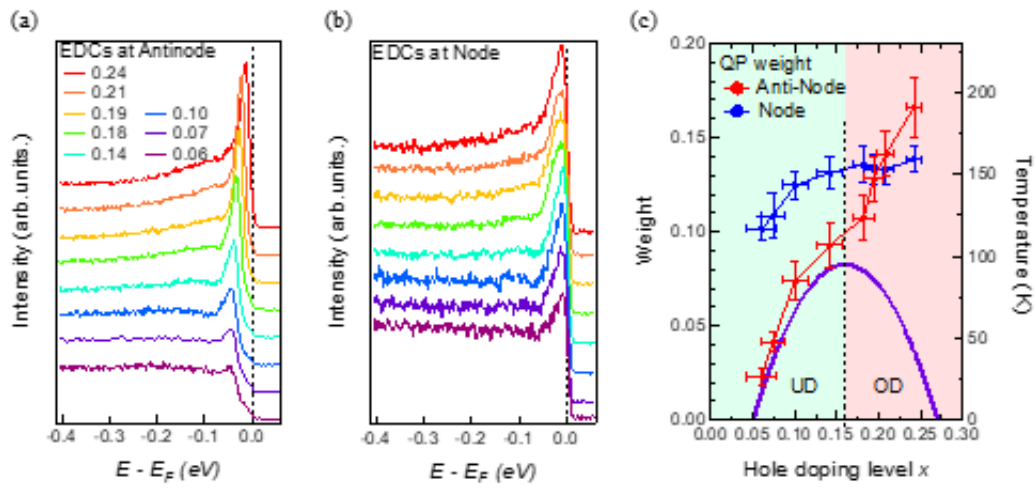 (a)
EDCs at Antinode
0.24
0.21
0.19 0.10
0.18 0.07
0.14 0.06
Intensity (arb.units.)
-0.4 -0.3 -0.2 -0.1 0.0
E - E_F (eV)
(b)
EDCs at Node
Intensity (arb.units.)
-0.4 -0.3 -0.2 -0.1 0.0
E - E_F (eV)
(c)
QP weight
Anti-Node
Node
UD OD
Weight
0.20
0.15
0.10
0.05
0.00
Temperature (K)
200
150
100
50
0
0.00 0.05 0.10 0.15 0.20 0.25 0.30
Hole doping level x